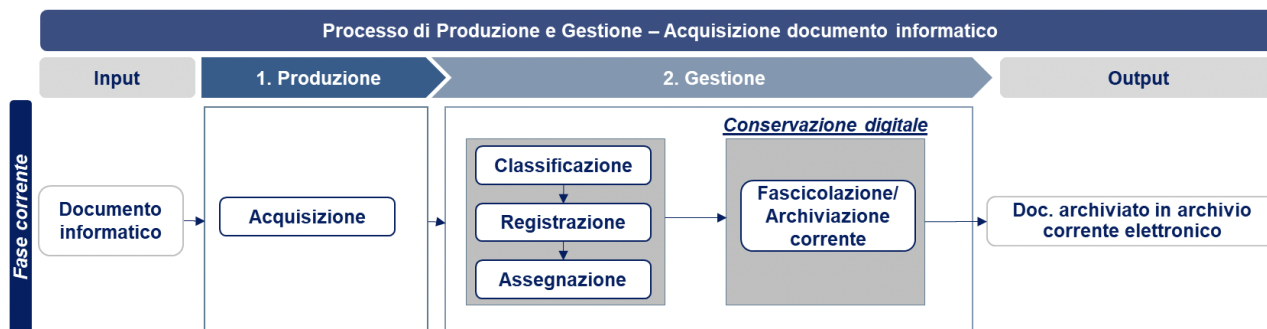 Processo di Produzione e Gestione – Acquisizione documento informatico
Input
1. Produzione
2. Gestione
Output
Fase corrente
Documento
informatico
Acquisizione
Classificazione
Registrazione
Assegnazione
Conservazione digitale
Fascicolazione/
Archiviazione
corrente
Doc. archiviato in archivio
corrente elettronico